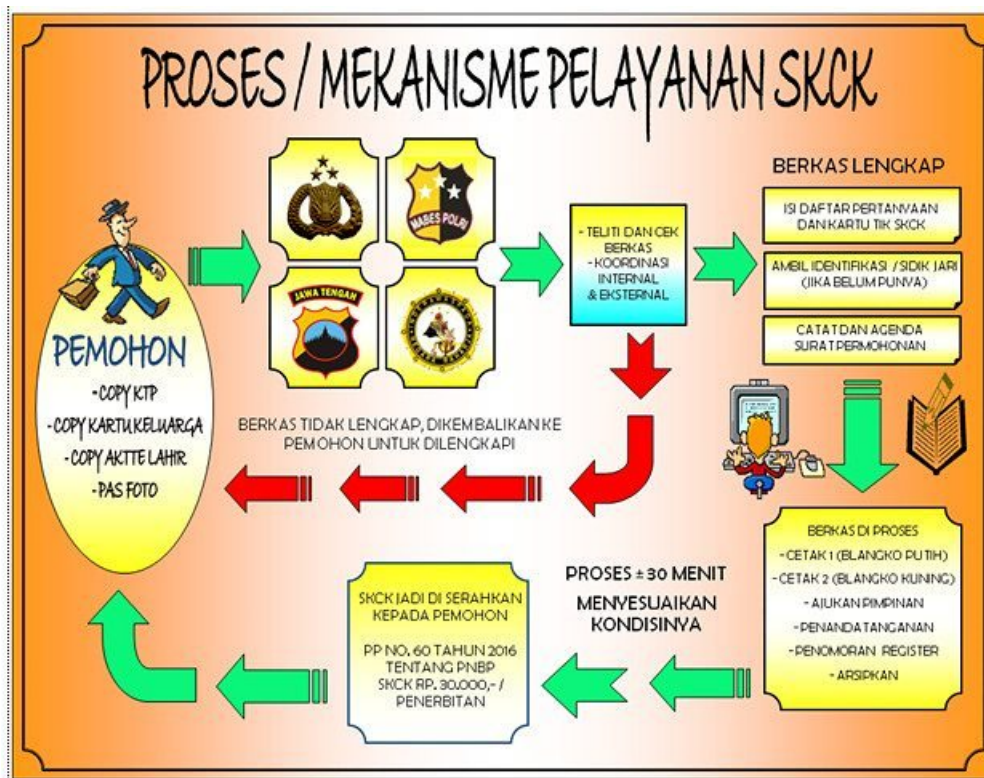 PROSES / MEKANISME PELAYANAN SKCK
MABES POLRI
JAWA TENGAH
PEMOHON
- COPY KTP
- COPY KARTU KELUARGA
- COPY AKTTE LAHIR
- PAS FOTO
- TELITI DAN CEK
BERKAS
- KOORDINASI
INTERNAL
& EKSTERNAL
BERKAS LENGKAP
ISI DAFTAR PERTANYAAN
DAN KARTU TIK SKCK
AMBIL IDENTIFIKASI / SIDIK JARI
(JIKA BELUM PUNYA)
CATAT DAN AGENDA
SURAT PERMOHONAN
BERKAS TIDAK LENGKAP, DIKEMBALIKAN KE
PEMOHON UNTUK DILENGKAPI
BERKAS DI PROSES
- CETAK 1 (BLANGKO PUTIH)
- CETAK 2 (BLANGKO KUNING)
- AJUKAN PIMPINAN
- PENANDATANGANAN
- PENOMORAN REGISTER
- ARSIPKAN
PROSES ± 30 MENIT
MENYESUAIKAN
KONDISINYA
SKCK JADI DI SERAHKAN
KEPADA PEMOHON
PP NO. 60 TAHUN 2016
TENTANG PNBP
SKCK RP. 30.000,- /
PENERBITAN